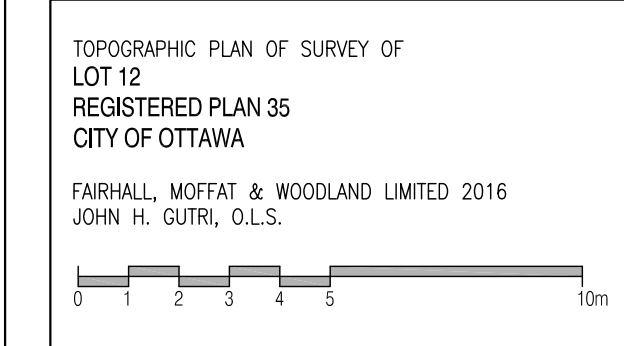 TOPOGRAPHIC PLAN OF SURVEY OF
LOT 12
REGISTERED PLAN 35
CITY OF OTTAWA
FAIRHALL, MOFFAT & WOODLAND LIMITED 2016
JOHN H. GUTRI, O.L.S.
0 1 2 3 4 5 10m